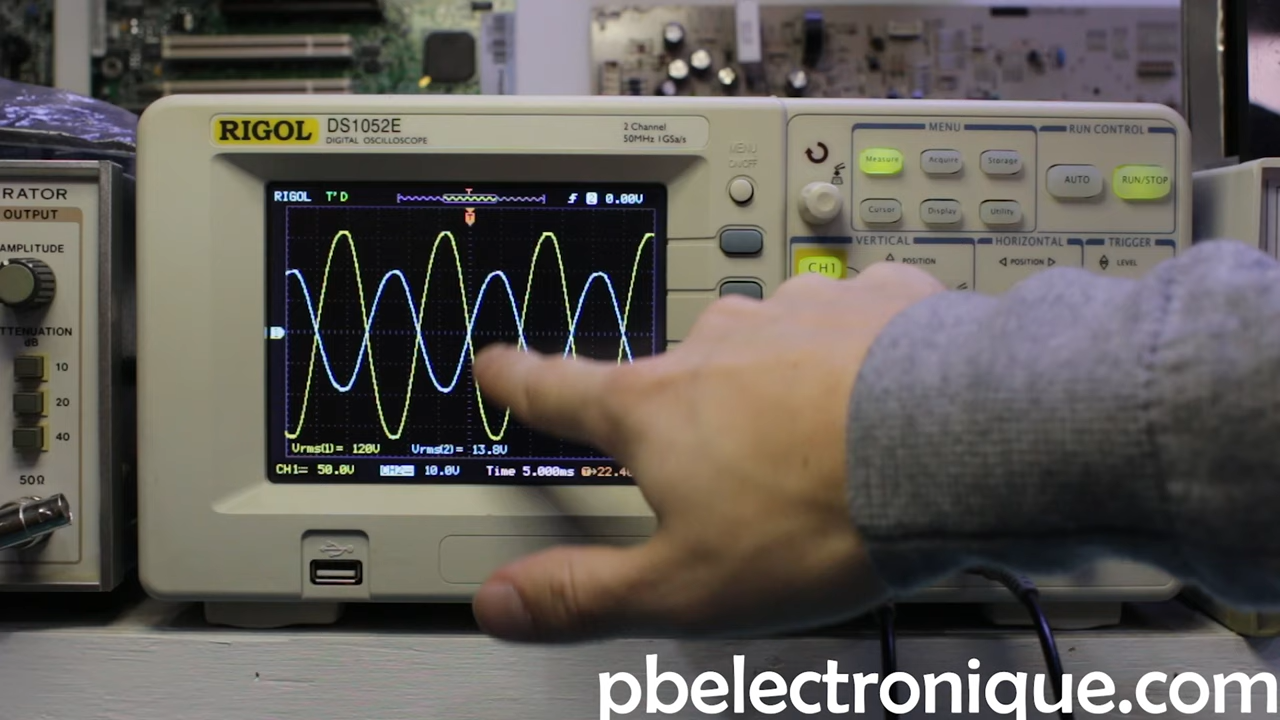 RIGOL DS1052E
DIGITAL OSCILLOSCOPE
2 Channel
50MHz 1GSa/s
MENU
ON/OFF
MENU
RUN CONTROL
Measure
Acquire
Storage
AUTO
RUN/STOP
Cursor
Display
Utility
VERTICAL
HORIZONTAL
TRIGGER
CH1
POSITION
POSITION
LEVEL
RIGOL T'D
2 0.00V
Vrms(1)= 120V Vrms(2)= 13.8V
CH1 50.0V CH2 10.0V Time 5.000ms
RATOR
OUTPUT
AMPLITUDE
TTENUATION
dB
10
20
40
50Ω
pbelectronique.com